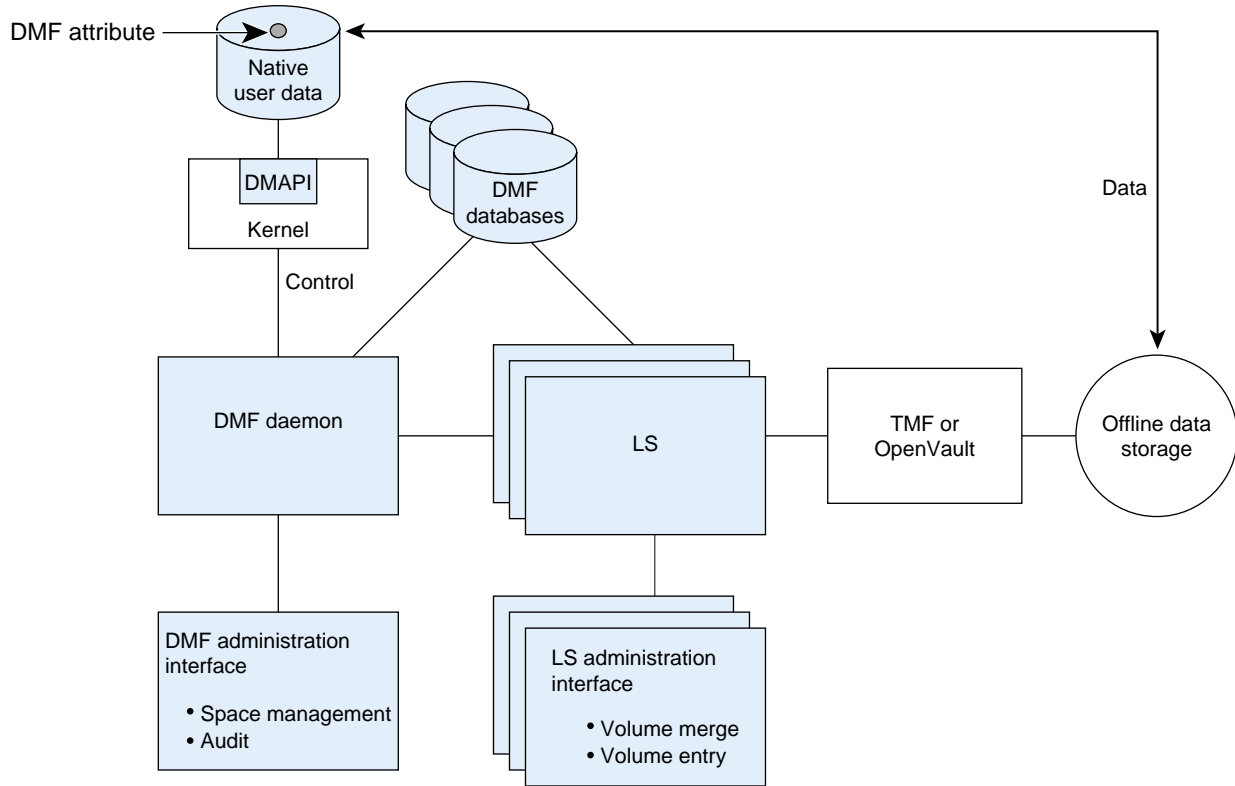 DMF attribute
Native
user data
DMAPI
Kernel
Control
DMF
databases
Data
DMF daemon
LS
TMF or
OpenVault
Offline data
storage
DMF administration
interface
• Space management
• Audit
LS administration
interface
• Volume merge
• Volume entry